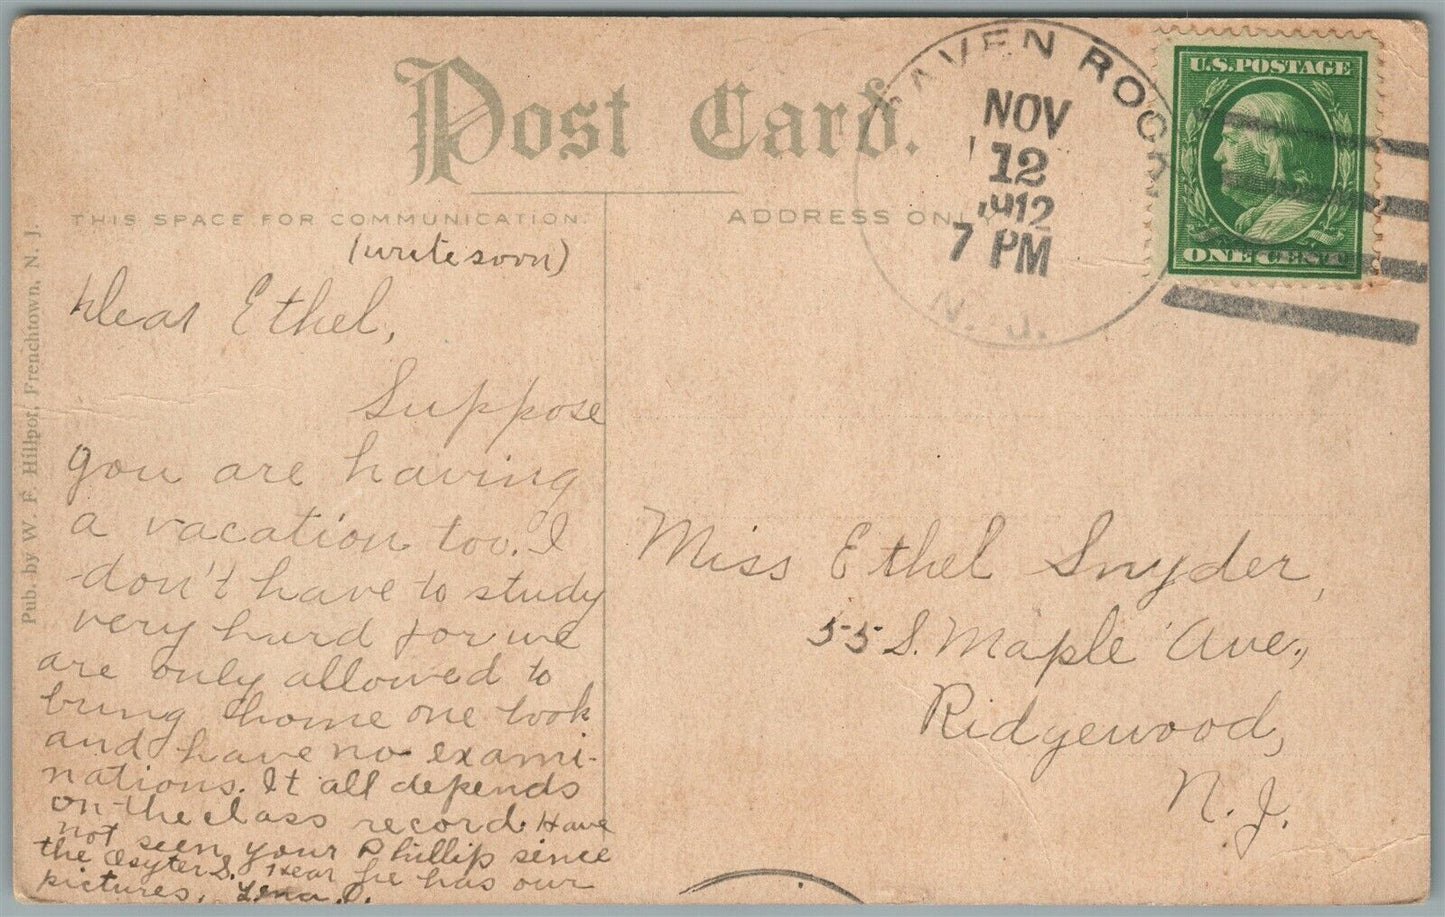 Post Card.
THIS SPACE FOR COMMUNICATION.
ADDRESS ONL
RAVEN ROCK
NOV
12
1912
7 PM
N. J.
U.S. POSTAGE
ONE CENT
Pub. by W. F. Hillpot, Frenchtown, N. J.
(write soon)
Dear Ethel,
Suppose
you are having
a vacation too. I
don't have to study
very hard for we
are only allowed to
bring home one book
and have no exami-
nations. It all depends
on the class record. Have
not seen your Phillip since
the Oyster S. Hear he has our
pictures. Lena
Miss Ethel Snyder,
55 S. Maple Ave.,
Ridgewood,
N. J.